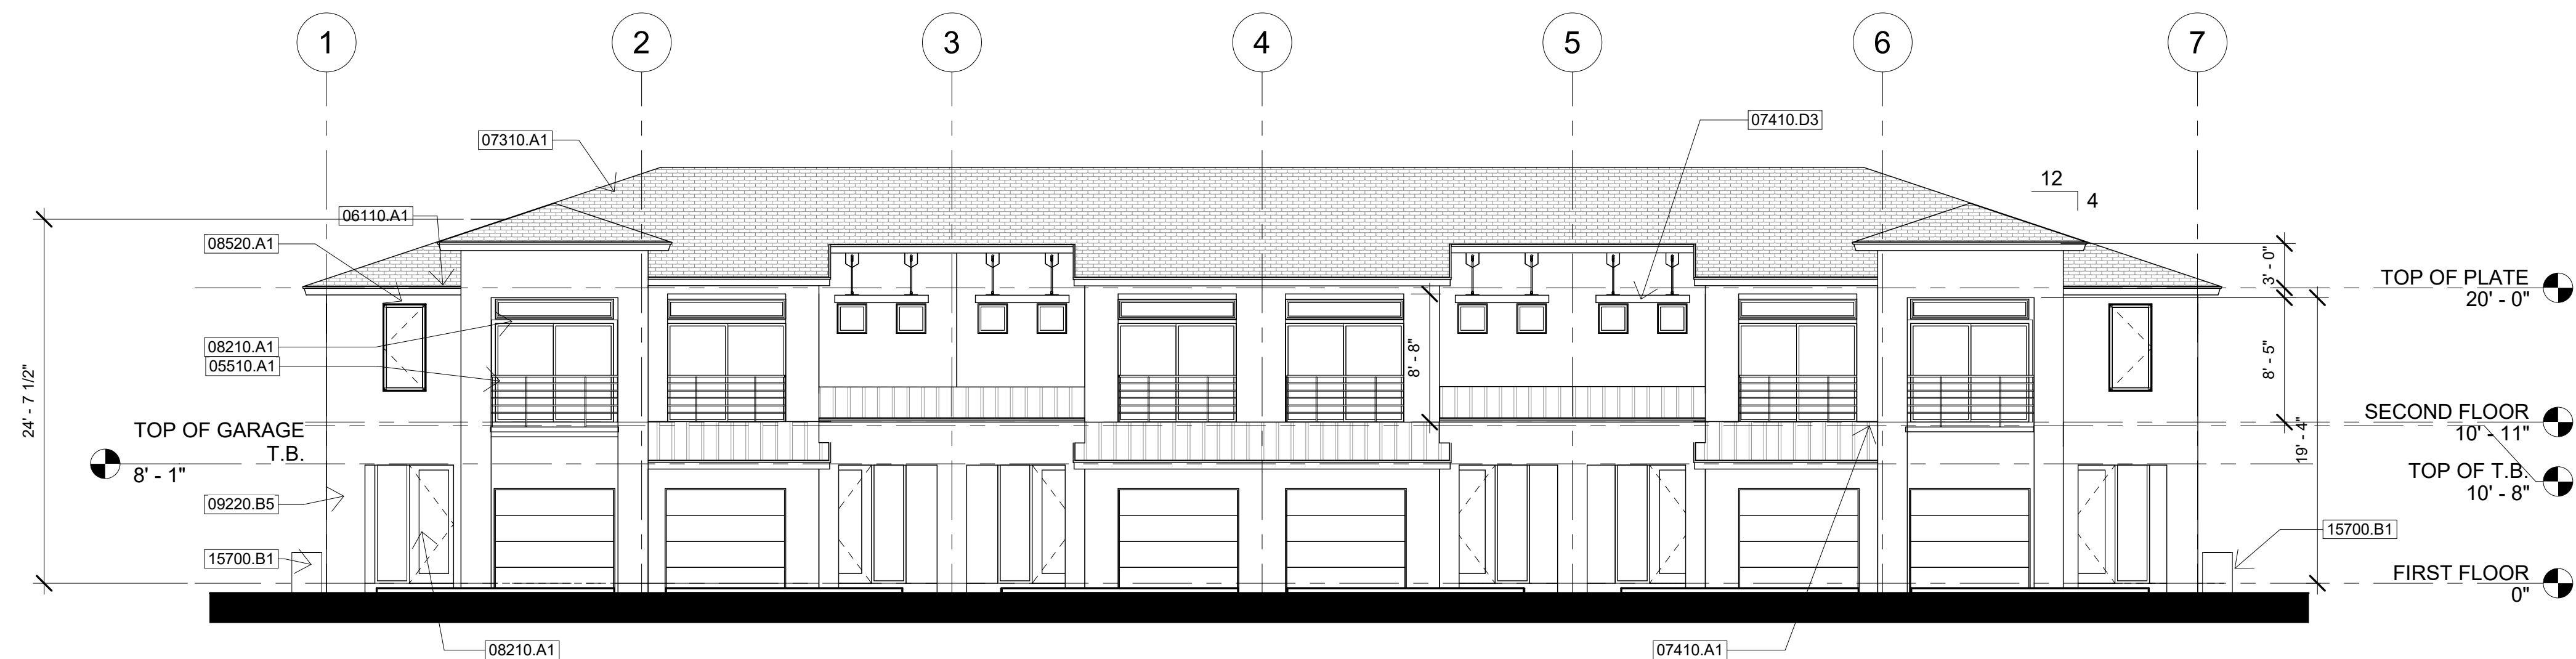 1
2
3
4
5
6
7
07410.D3
07310.A1
12
4
06110.A1
08520.A1
3' - 0"
TOP OF PLATE
20' - 0"
08210.A1
05510.A1
8' - 8"
8' - 5"
24' - 7 1/2"
SECOND FLOOR
10' - 11"
TOP OF GARAGE
T.B.
8' - 1"
19' - 4"
TOP OF T.B.
10' - 8"
09220.B5
15700.B1
15700.B1
FIRST FLOOR
0"
08210.A1
07410.A1